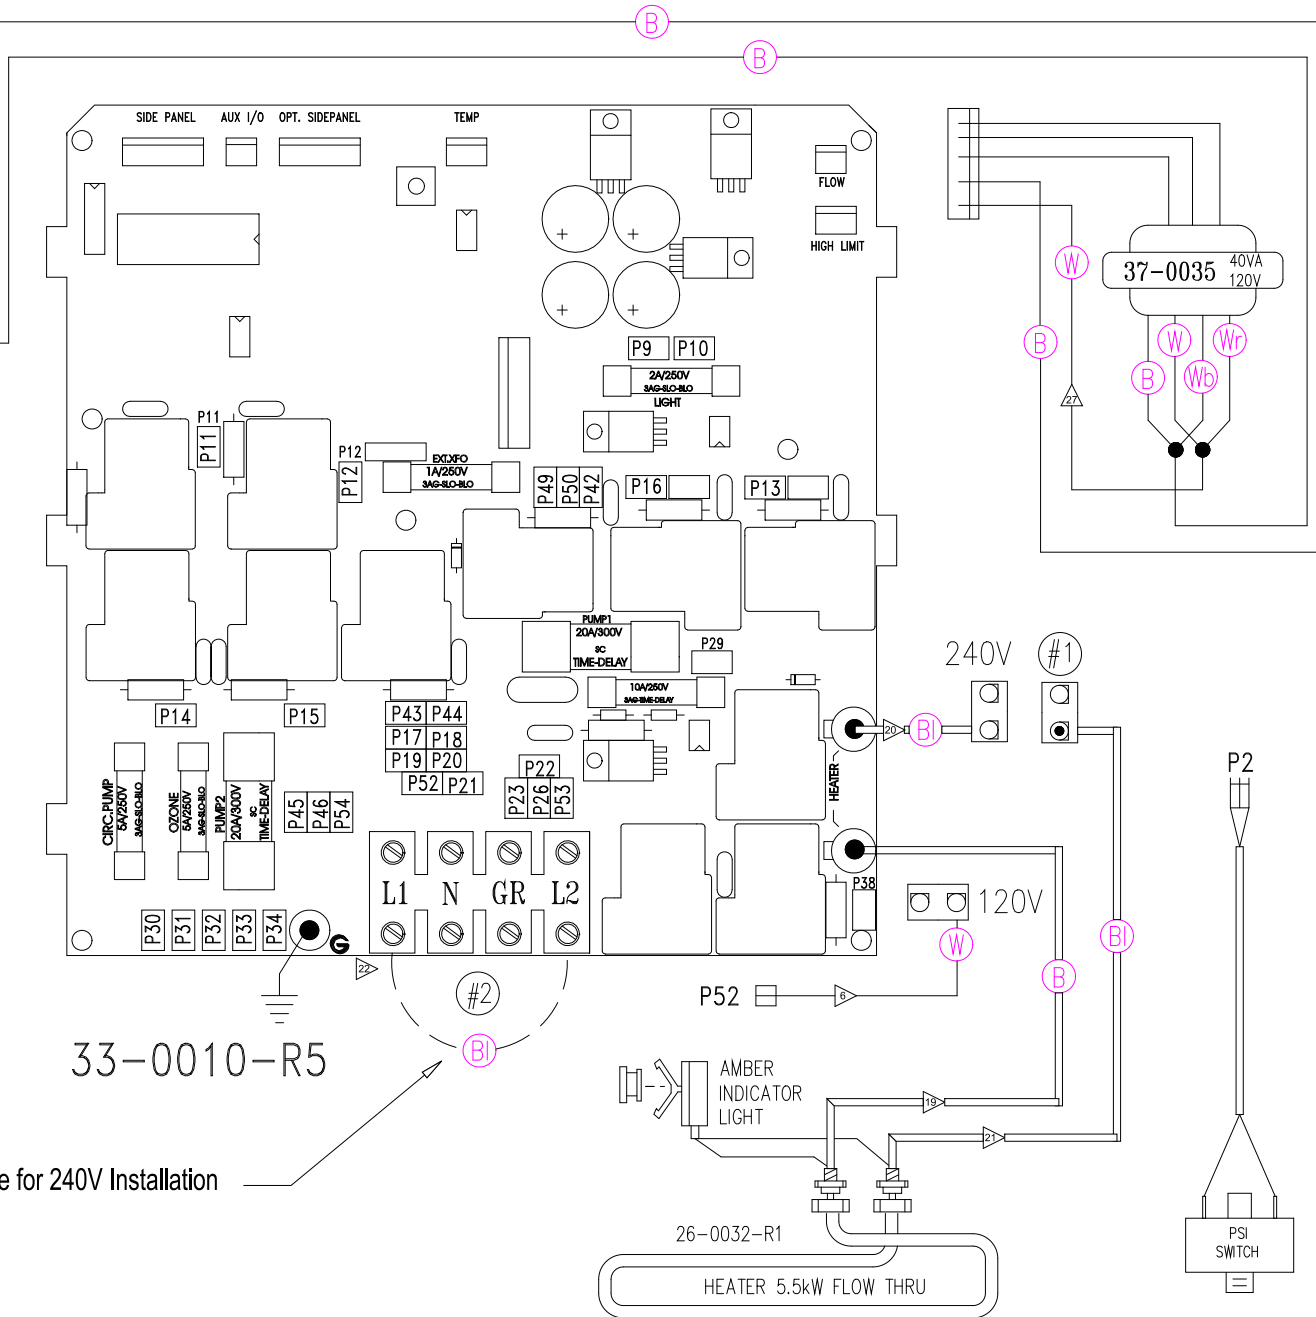 B
B
SIDE PANEL AUX I/O OPT. SIDEPANEL TEMP
FLOW
HIGH LIMIT
37-0035 40VA
120V
W
B
B
W
Wb
Wr
27
P9 P10
2A/250V
3AG-SLO-BLO
LIGHT
P11
P11
P12
P12
EXT.XFO
1A/250V
3AG-SLO-BLO
P49
P50
P42
P16
P13
PUMP1
20A/300V
SC
TIME-DELAY
P29
10A/250V
3AG-TIME-DELAY
P14
P15
P43 P44
P17 P18
P19 P20
P52 P21
P22
P23
P26
P53
CIRC.PUMP
5A/250V
3AG-SLO-BLO
OZONE
5A/250V
3AG-SLO-BLO
PUMP2
20A/300V
SC
TIME-DELAY
P45
P46
P54
HEATER
20
Bl
240V
#1
P2
L1 N GR L2
P38
120V
W
P30
P31
P32
P33
P34
G
22
#2
Bl
P52
6
B
Bl
33-0010-R5
AMBER
INDICATOR
LIGHT
19
21
e for 240V Installation
26-0032-R1
HEATER 5.5kW FLOW THRU
PSI
SWITCH